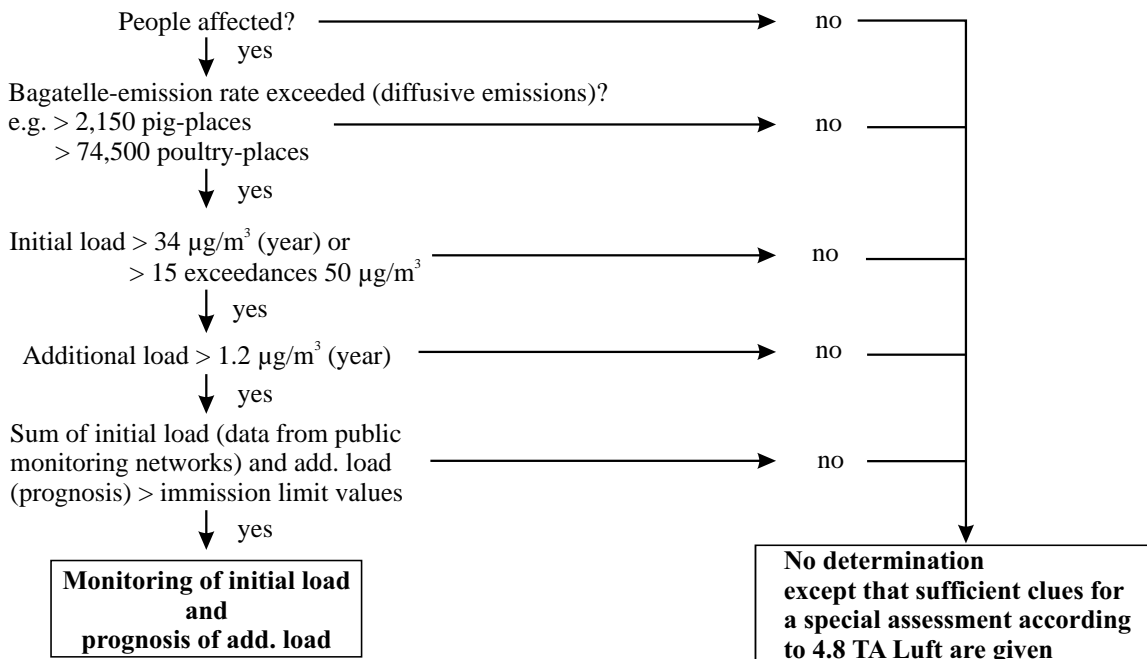 People affected? no
yes
Bagatelle-emission rate exceeded (diffusive emissions)?
e.g. > 2,150 pig-places no
> 74,500 poultry-places
yes
Initial load > 34 µg/m³ (year) or no
> 15 exceedances 50 µg/m³
yes
Additional load > 1.2 µg/m³ (year) no
yes
Sum of initial load (data from public
monitoring networks) and add. load no
(prognosis) > immission limit values
yes
Monitoring of initial load
and
prognosis of add. load
No determination
except that sufficient clues for
a special assessment according
to 4.8 TA Luft are given